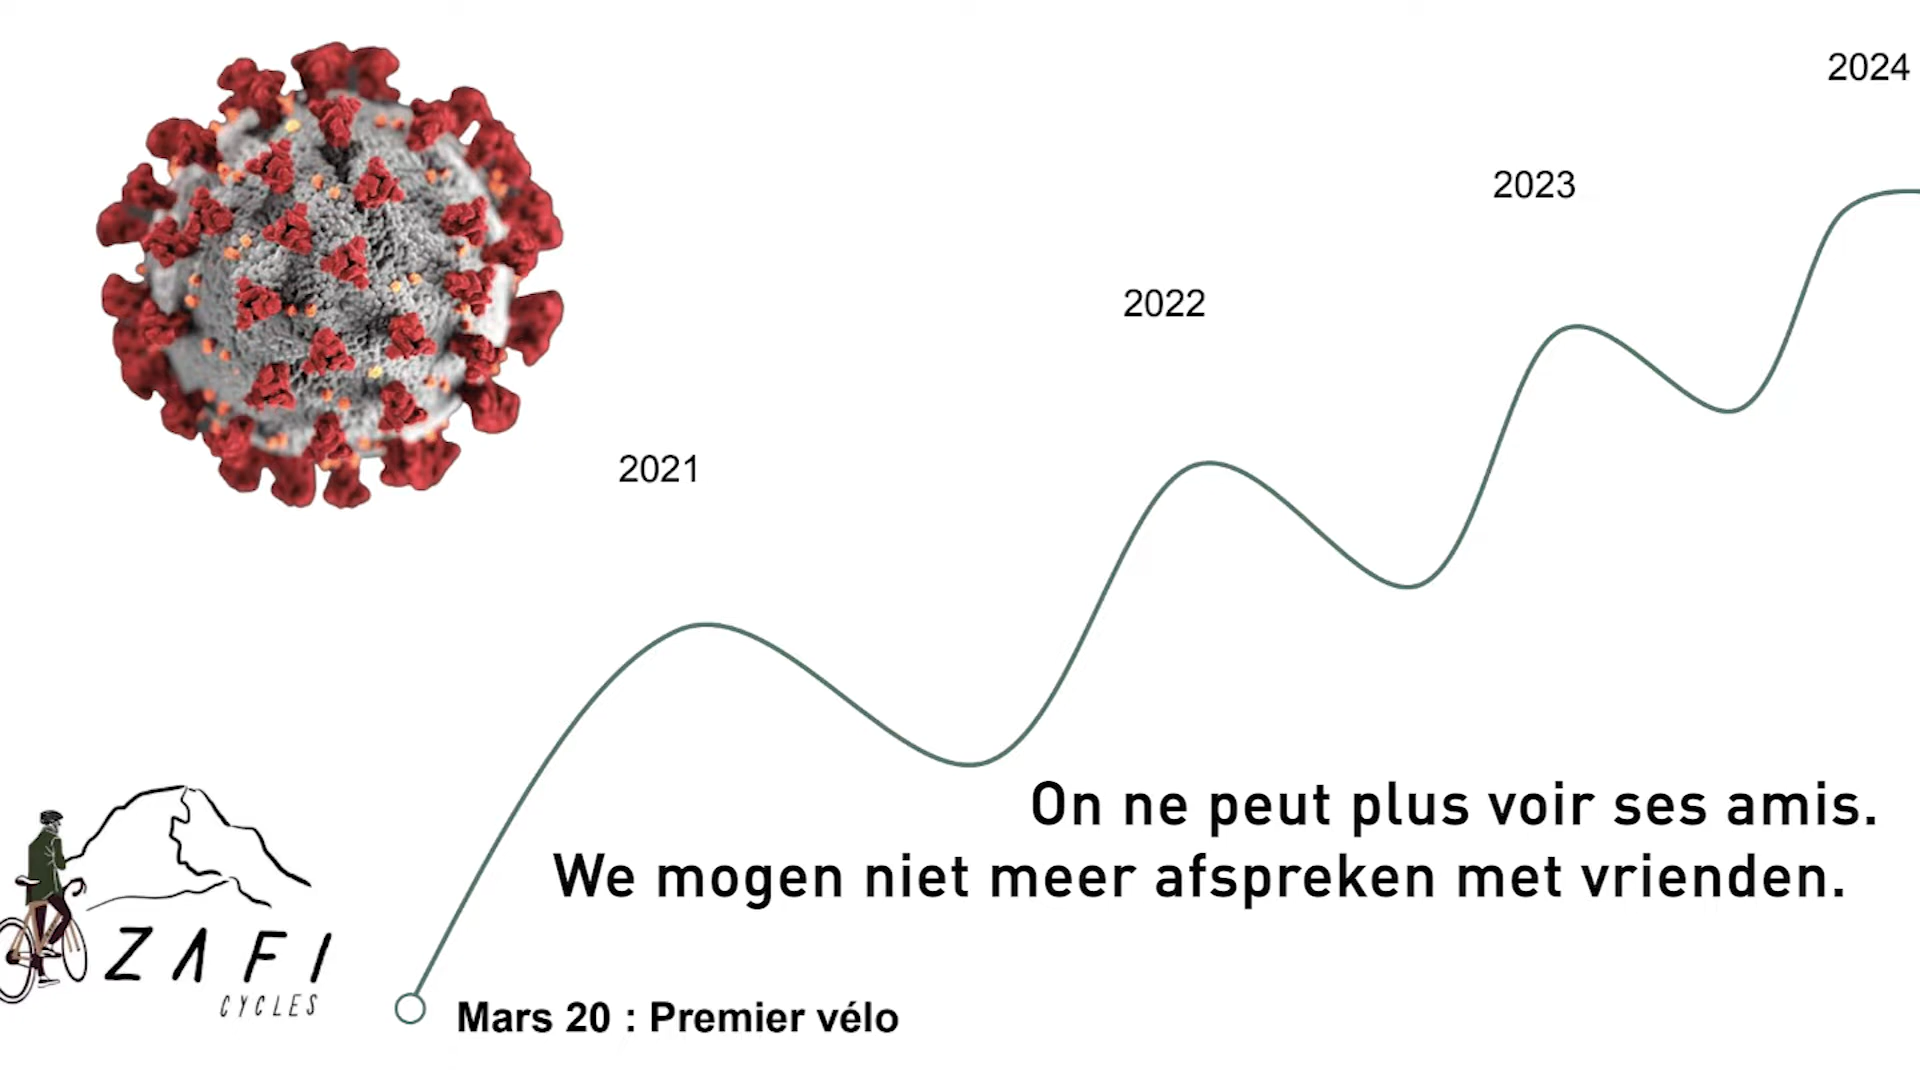 2024
2023
2022
2021
On ne peut plus voir ses amis.
We mogen niet meer afspreken met vrienden.
ZAFI
CYCLES
Mars 20 : Premier vélo